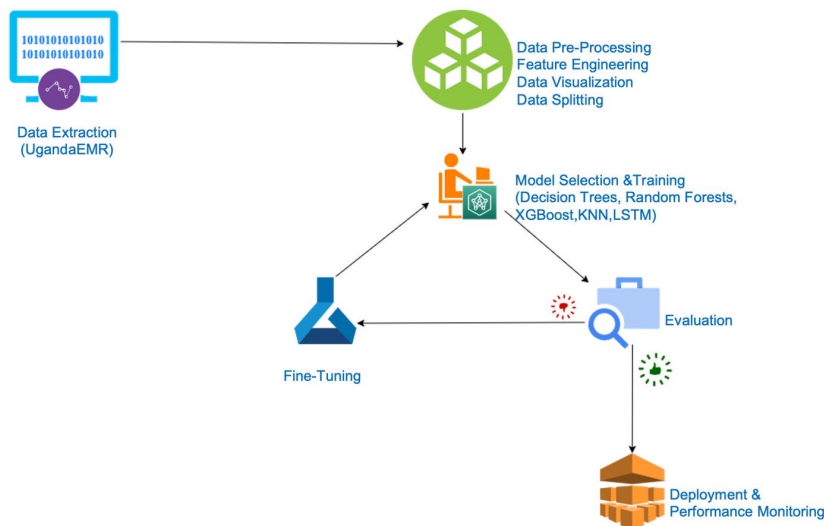 10101010101010
10101010101010
Data Extraction
(UgandaEMR)
Data Pre-Processing
Feature Engineering
Data Visualization
Data Splitting
Model Selection &Training
(Decision Trees, Random Forests,
XGBoost,KNN,LSTM)
Evaluation
Fine-Tuning
Deployment &
Performance Monitoring